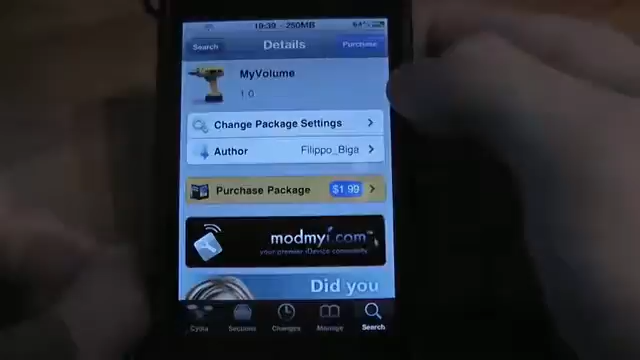 19:39 - 250MB 64%
Search Details Purchase
MyVolume
1.0
Change Package Settings
Author Filippo_Biga
Purchase Package $1.99
modmyi.com
your premier iDevice community
Did you
Cydia Sections Changes Manage Search